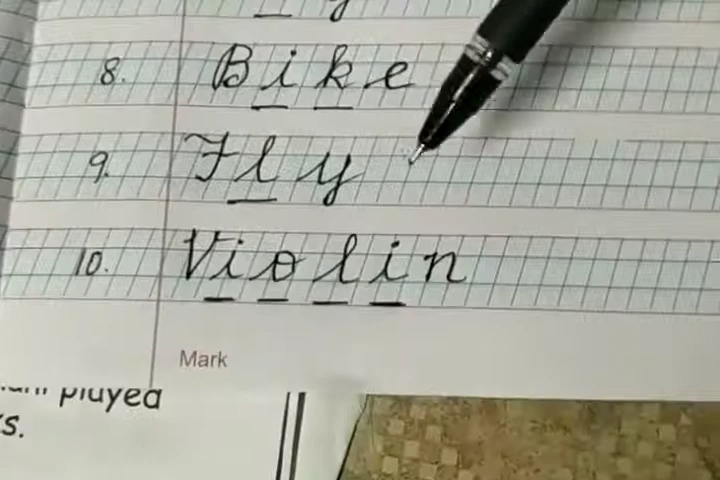 8. Bike
9. Fly
10. Violin
Mark
played
s.